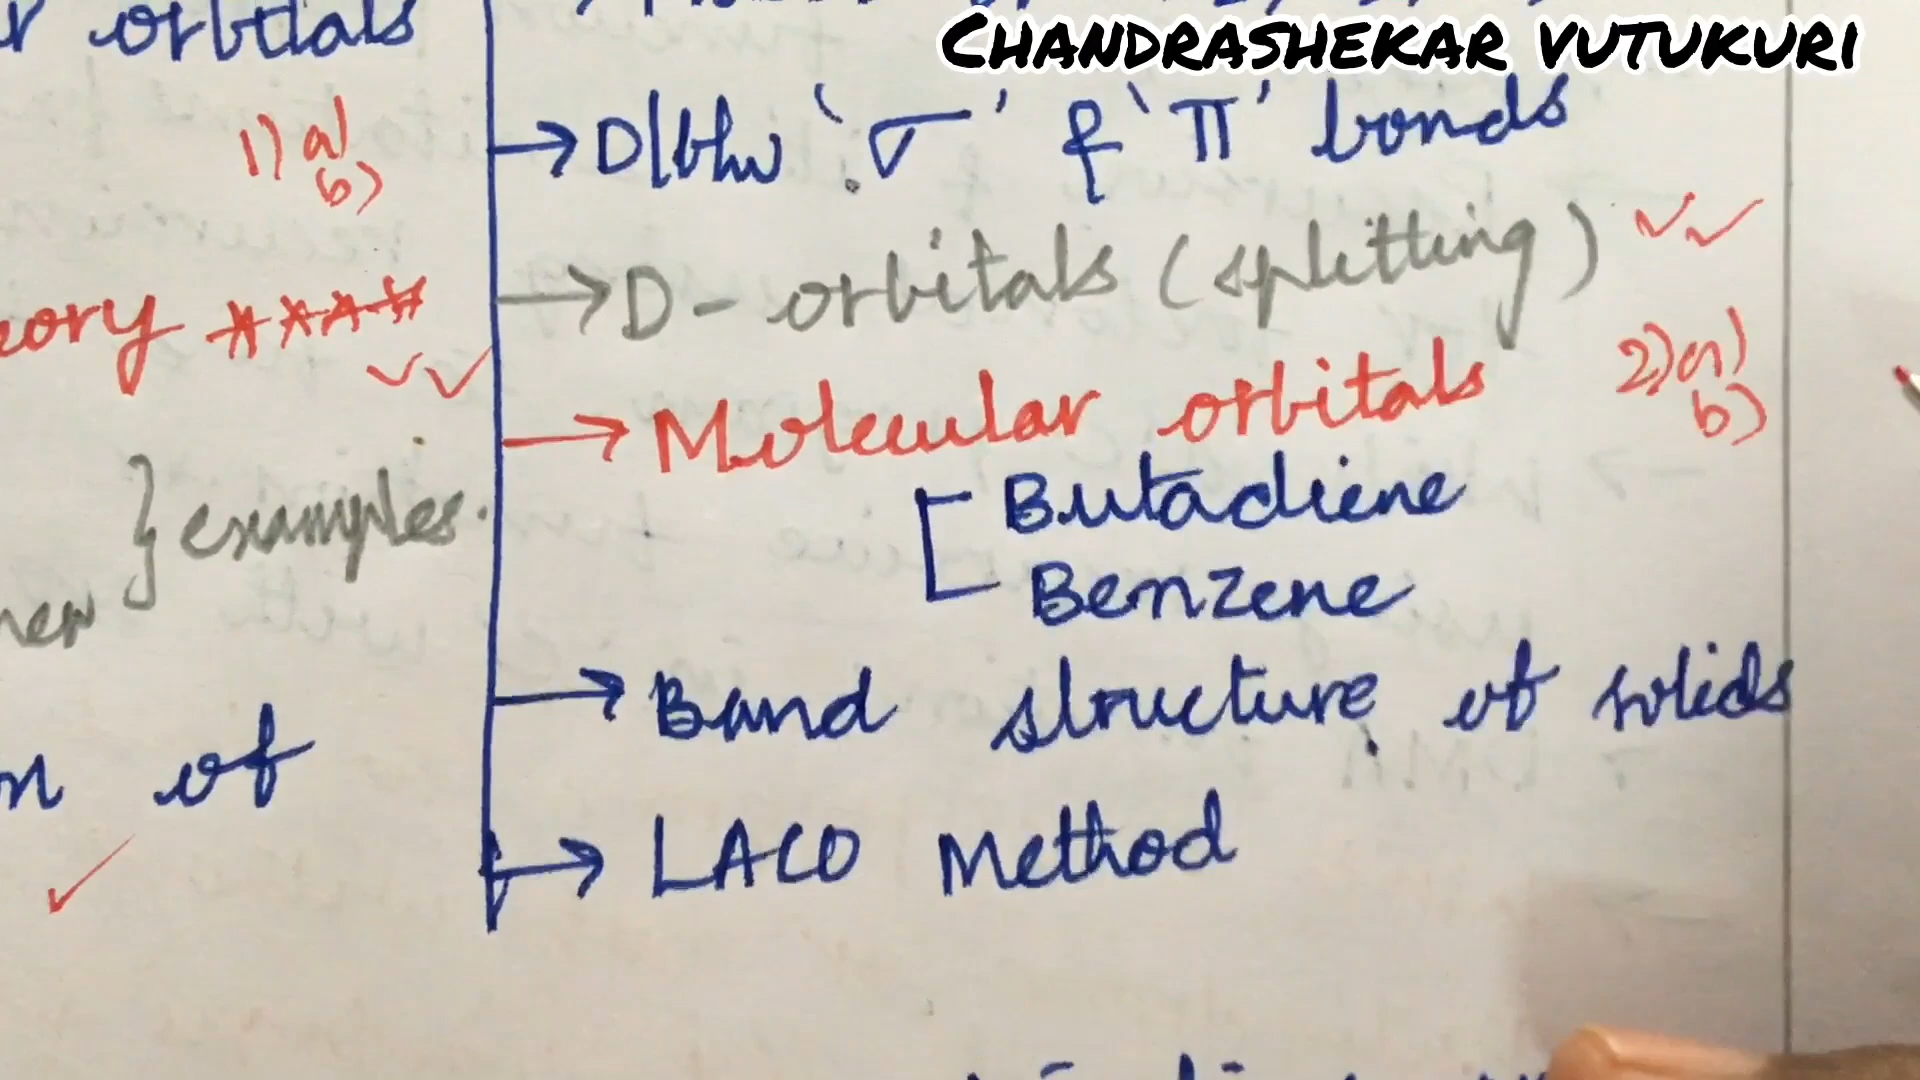 CHANDRASHEKAR VUTUKURI
orbitals
1) a)
b)
→ D/btw 'σ' & 'π' bonds
→ D-orbitals (splitting) ✓✓
eory ****
✓✓
→ Molecular orbitals 2) a)
b)
} examples.
[ Butadiene
Benzene
→ Band structure of solids
n of
✓
→ LACO Method